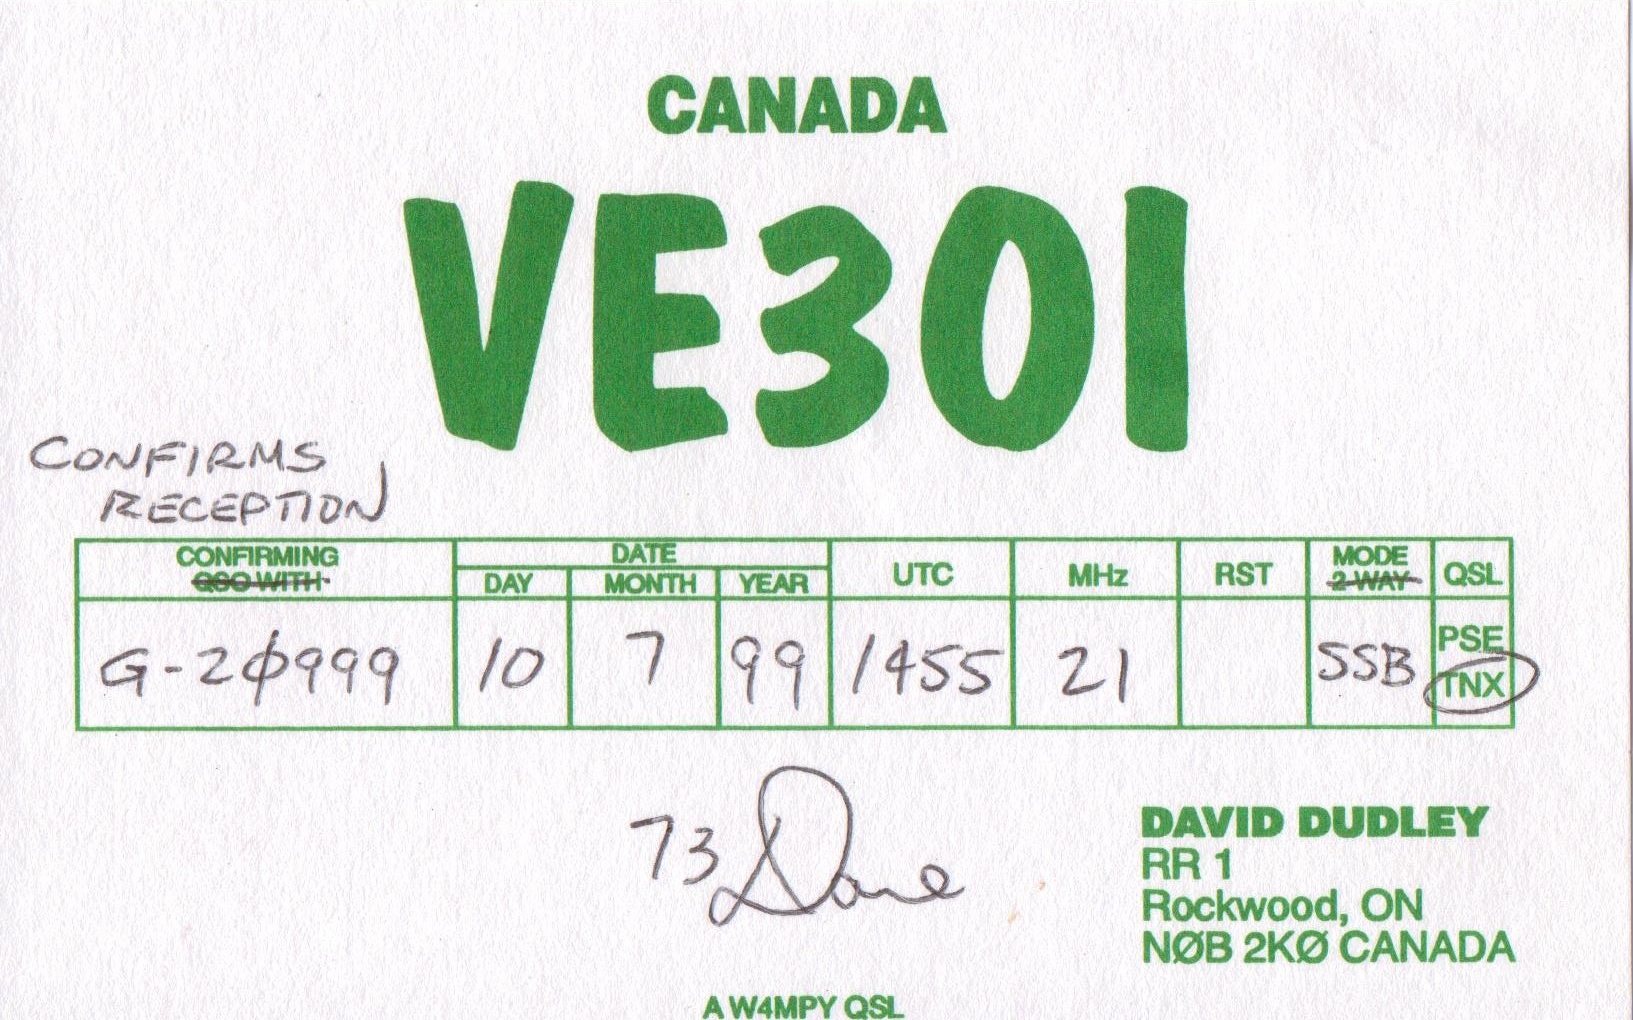 CANADA
VE3OI
CONFIRMS
RECEPTION
CONFIRMING
QSO WITH
DATE
DAY MONTH YEAR
UTC
MHz
RST
MODE
2-WAY
QSL
G-2Ø999 10 7 99 1455 21 SSB PSE
TNX
73 Dave
DAVID DUDLEY
RR 1
Rockwood, ON
NØB 2KØ CANADA
A W4MPY QSL